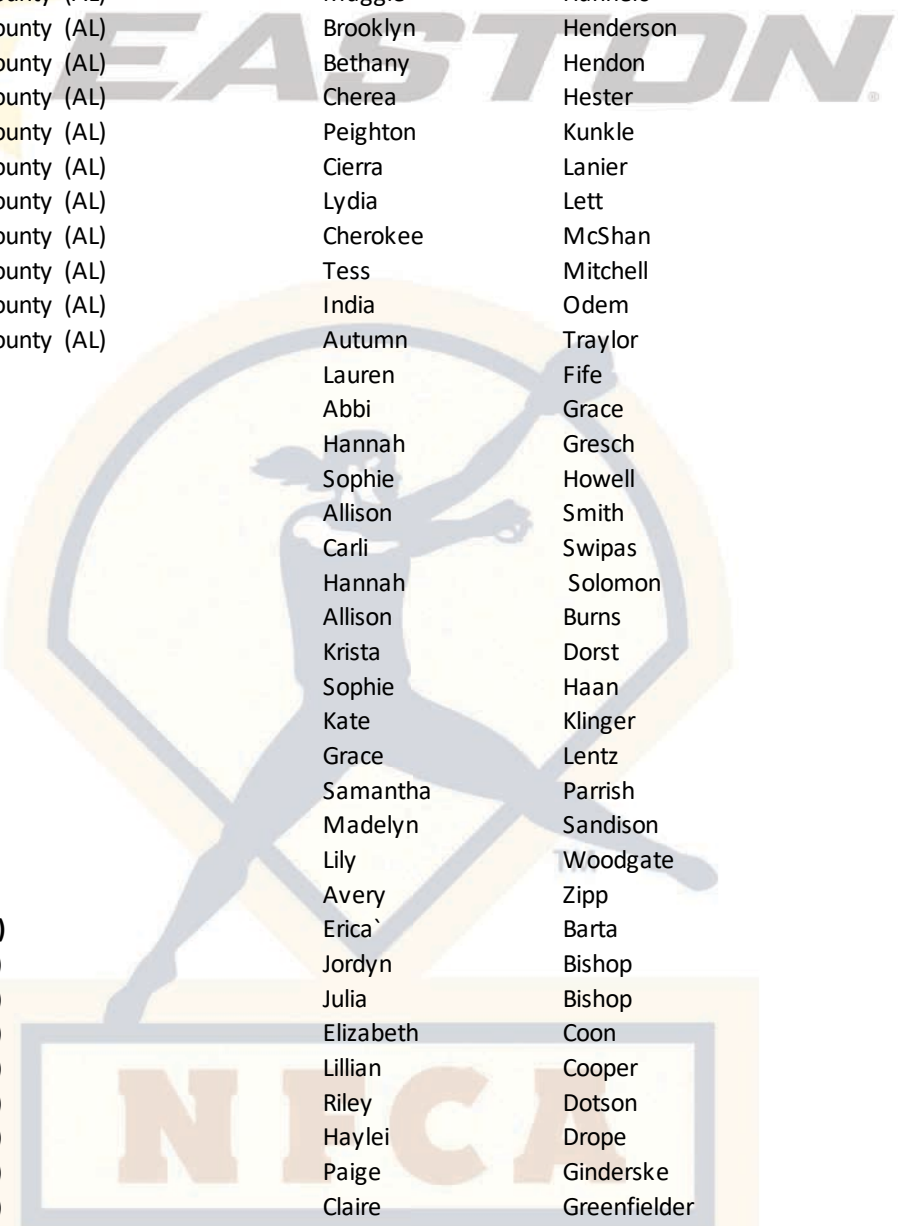 EASTON
ounty (AL) Brooklyn Henderson
ounty (AL) Bethany Hendon
ounty (AL) Cherea Hester
ounty (AL) Peighton Kunkle
ounty (AL) Cierra Lanier
ounty (AL) Lydia Lett
ounty (AL) Cherokee McShan
ounty (AL) Tess Mitchell
ounty (AL) India Odem
ounty (AL) Autumn Traylor
Lauren Fife
Abbi Grace
Hannah Gresch
Sophie Howell
Allison Smith
Carli Swipas
Hannah Solomon
Allison Burns
Krista Dorst
Sophie Haan
Kate Klinger
Grace Lentz
Samantha Parrish
Madelyn Sandison
Lily Woodgate
TM
Avery Zipp
) Erica` Barta
) Jordyn Bishop
) Julia Bishop
) Elizabeth Coon
) Lillian Cooper
) Riley Dotson
) Haylei Drope
) Paige Ginderske
) Claire Greenfielder
NFCA